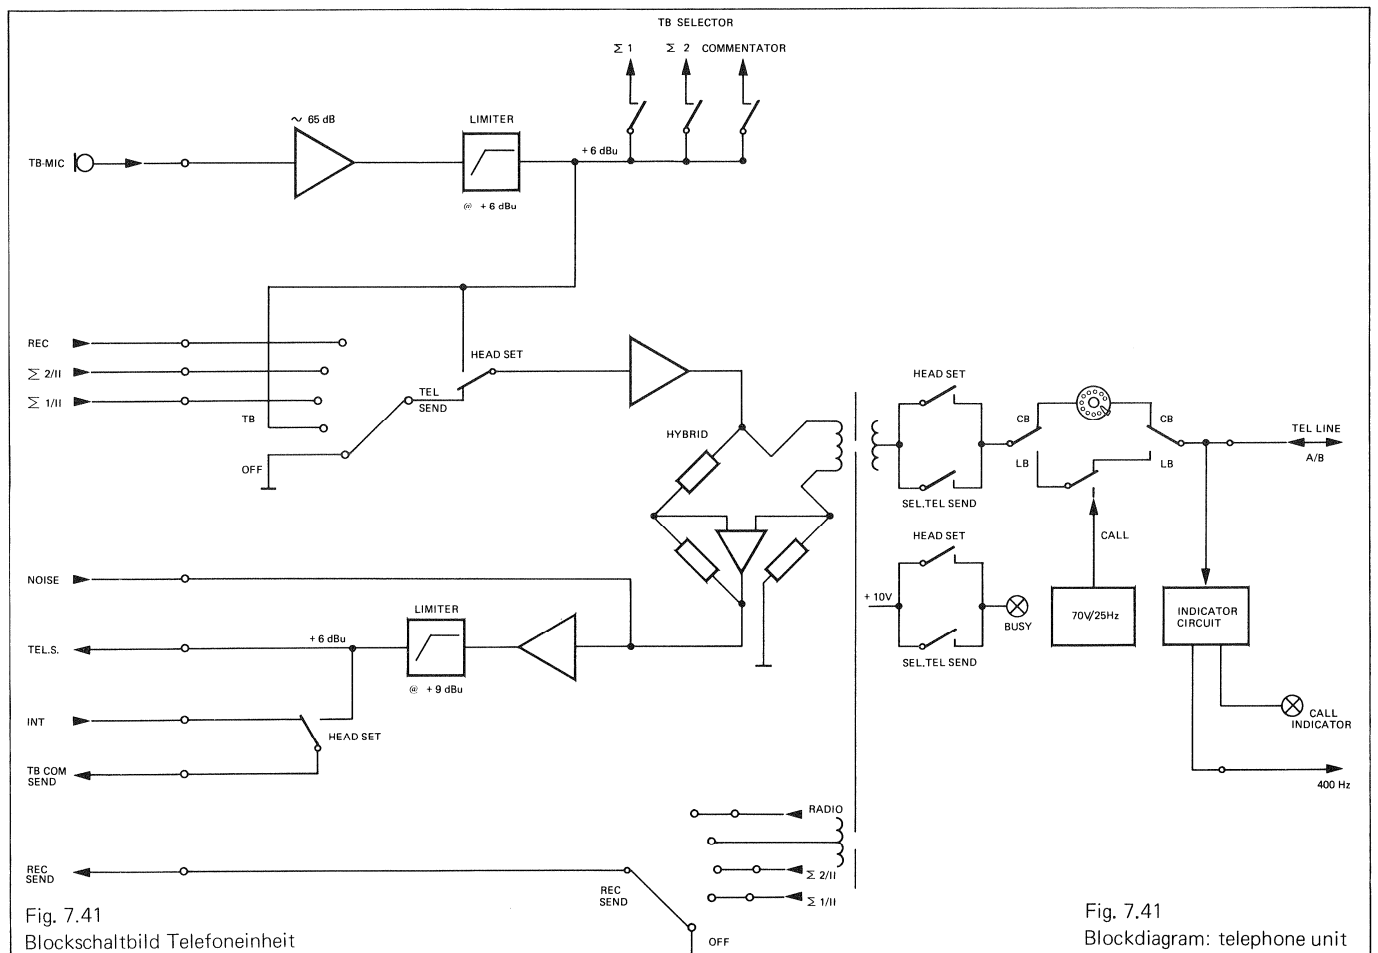 TB SELECTOR
Σ 1
Σ 2
COMMENTATOR
~ 65 dB
LIMITER
TB-MIC
+ 6 dBu
@ + 6 dBu
REC
Σ 2/II
Σ 1/II
TB
OFF
TEL
SEND
HEAD SET
HYBRID
HEAD SET
SEL.TEL SEND
CB
CB
LB
LB
TEL LINE
A/B
CALL
HEAD SET
+ 10V
BUSY
SEL.TEL SEND
70V/25Hz
INDICATOR
CIRCUIT
CALL
INDICATOR
400 Hz
NOISE
LIMITER
+ 6 dBu
TEL.S.
@ + 9 dBu
INT
HEAD SET
TB COM
SEND
RADIO
Σ 2/II
Σ 1/II
REC
SEND
REC
SEND
OFF
Fig. 7.41
Blockschaltbild Telefoneinheit
Fig. 7.41
Blockdiagram: telephone unit